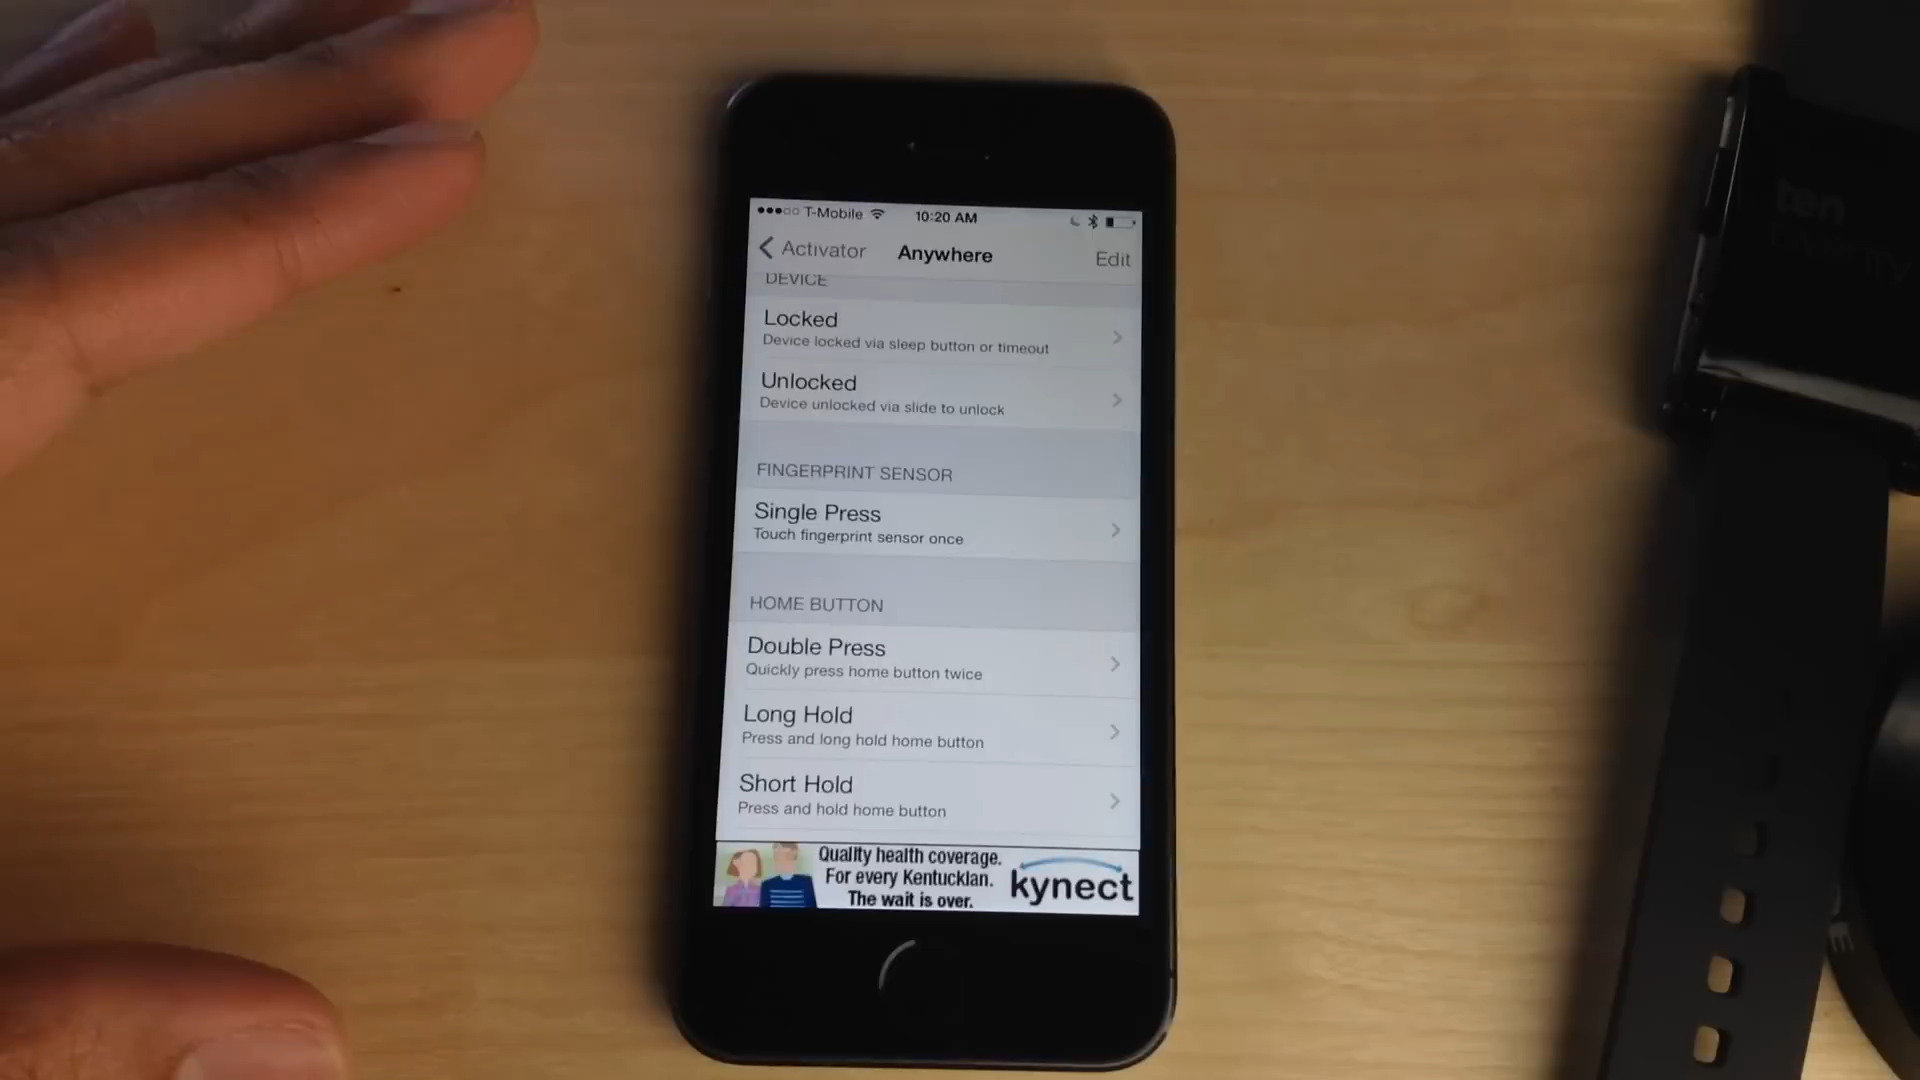 T-Mobile 10:20 AM
Activator Anywhere Edit
DEVICE
Locked
Device locked via sleep button or timeout
Unlocked
Device unlocked via slide to unlock
FINGERPRINT SENSOR
Single Press
Touch fingerprint sensor once
HOME BUTTON
Double Press
Quickly press home button twice
Long Hold
Press and long hold home button
Short Hold
Press and hold home button
Quality health coverage.
For every Kentuckian.
The wait is over.
kynect
ten